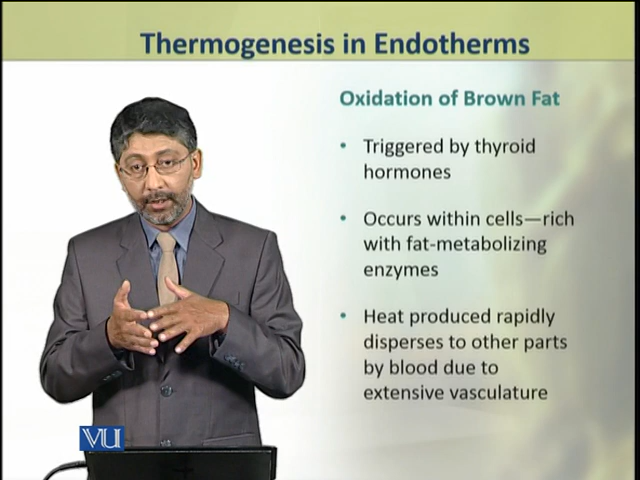 Thermogenesis in Endotherms
Oxidation of Brown Fat
• Triggered by thyroid
hormones
• Occurs within cells—rich
with fat-metabolizing
enzymes
• Heat produced rapidly
disperses to other parts
by blood due to
extensive vasculature
VU